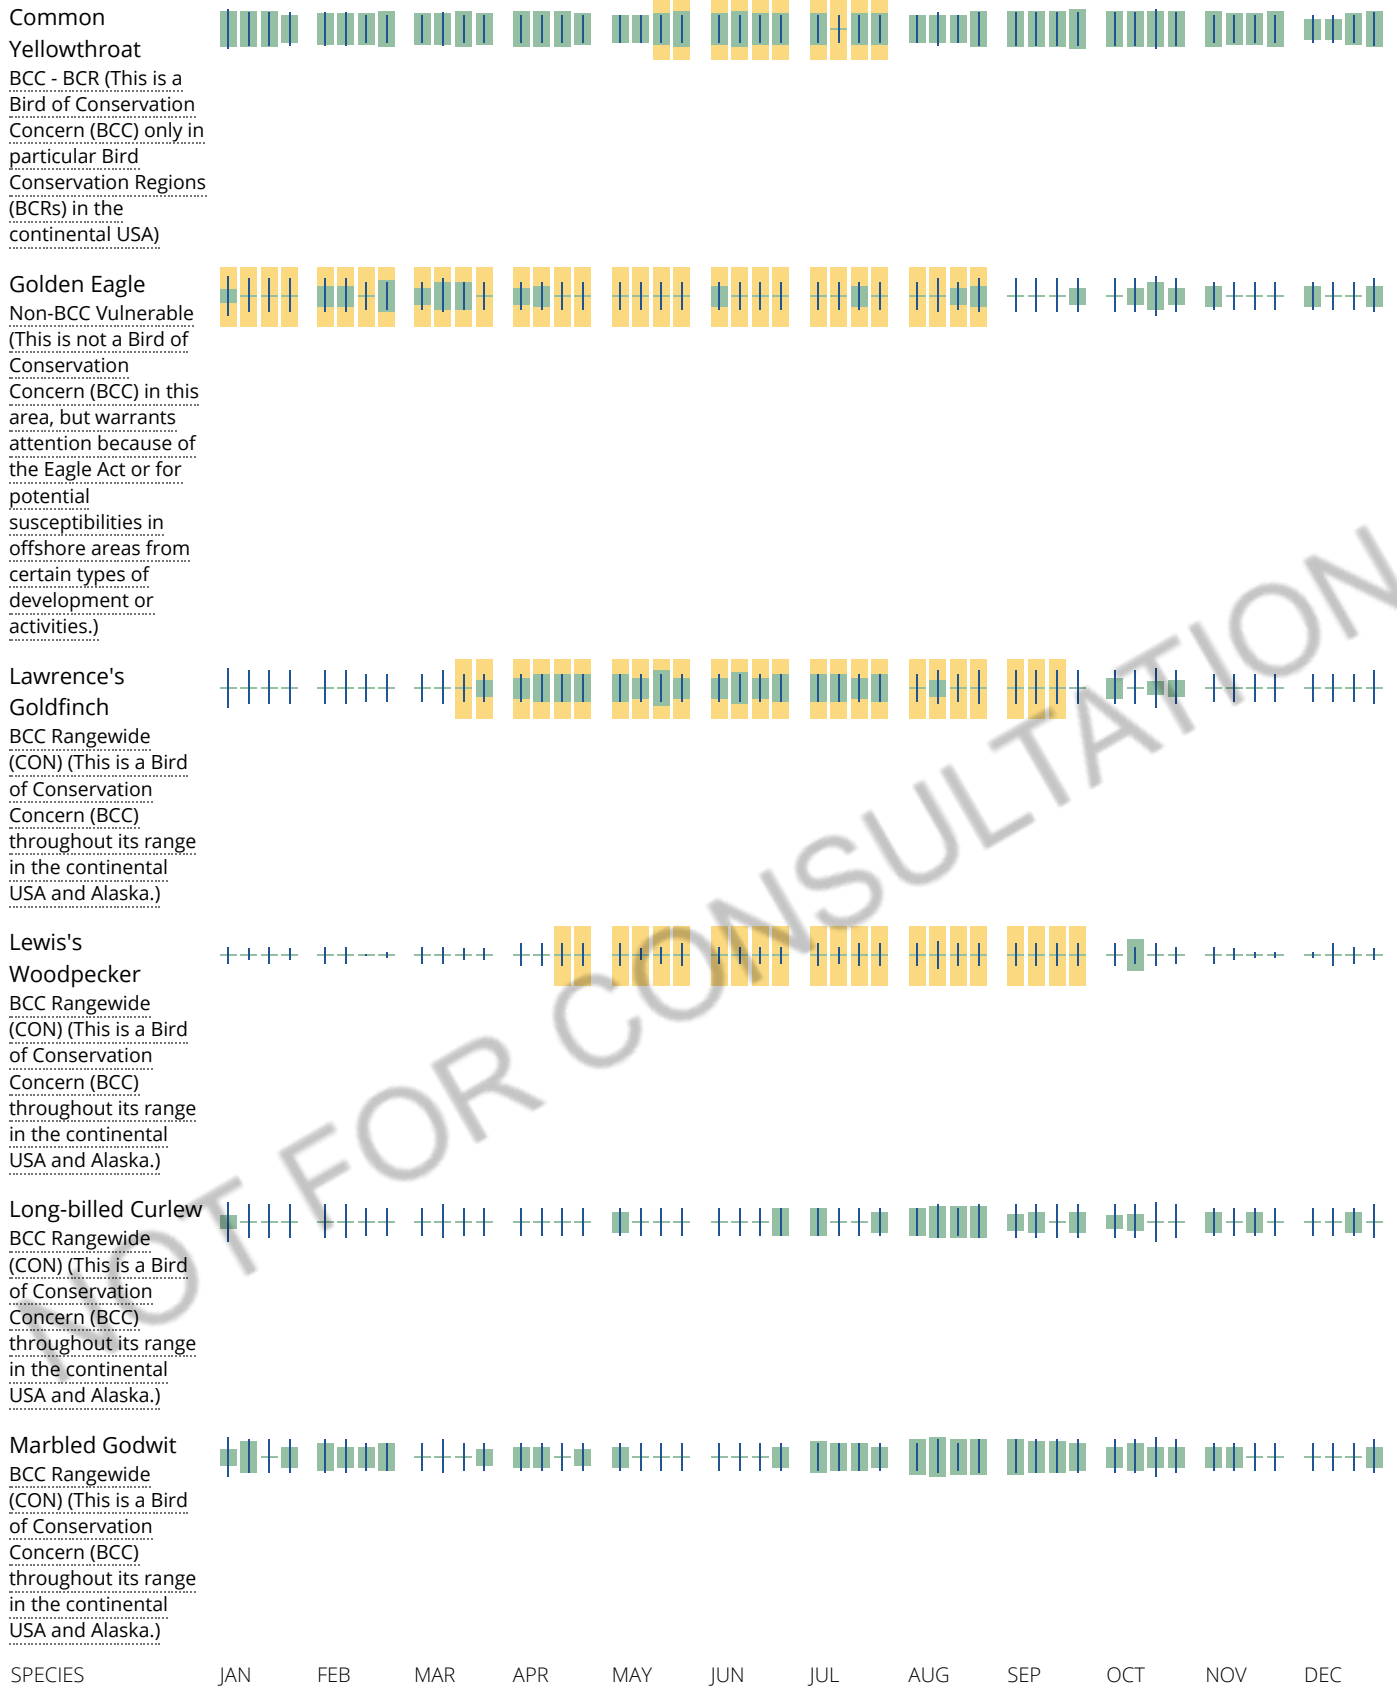 Common
Yellowthroat
BCC - BCR (This is a
Bird of Conservation
Concern (BCC) only in
particular Bird
Conservation Regions
(BCRs) in the
continental USA)
Golden Eagle
Non-BCC Vulnerable
(This is not a Bird of
Conservation
Concern (BCC) in this
area, but warrants
attention because of
the Eagle Act or for
potential
susceptibilities in
offshore areas from
certain types of
development or
activities.)
Lawrence's
Goldfinch
BCC Rangewide
(CON) (This is a Bird
of Conservation
Concern (BCC)
throughout its range
in the continental
USA and Alaska.)
Lewis's
Woodpecker
BCC Rangewide
(CON) (This is a Bird
of Conservation
Concern (BCC)
throughout its range
in the continental
USA and Alaska.)
Long-billed Curlew
BCC Rangewide
(CON) (This is a Bird
of Conservation
Concern (BCC)
throughout its range
in the continental
USA and Alaska.)
Marbled Godwit
BCC Rangewide
(CON) (This is a Bird
of Conservation
Concern (BCC)
throughout its range
in the continental
USA and Alaska.)
SPECIES JAN FEB MAR APR MAY JUN JUL AUG SEP OCT NOV DEC
NOT FOR CONSULTATION